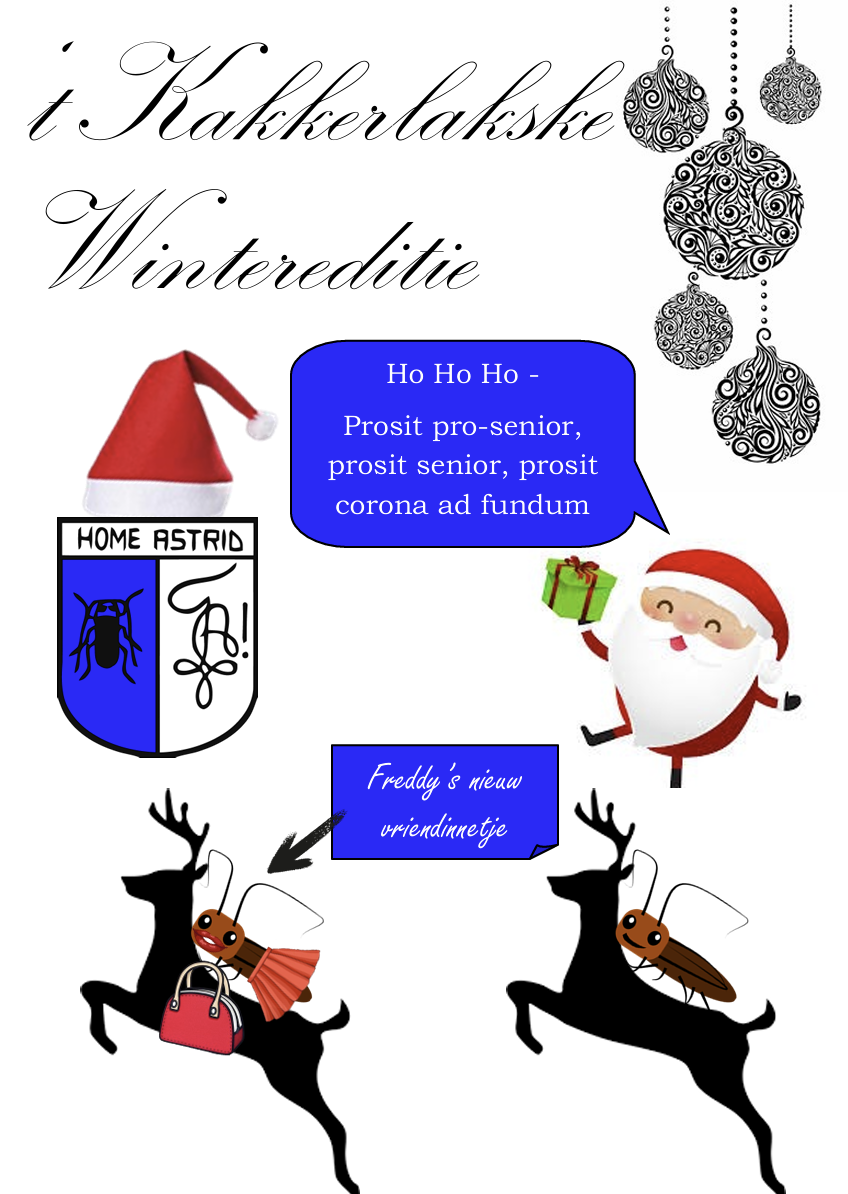 't Kakkerlakske
Wintereditie
Ho Ho Ho -
Prosit pro-senior,
prosit senior, prosit
corona ad fundum
HOME ASTRID
Freddy's nieuw
vriendinnetje